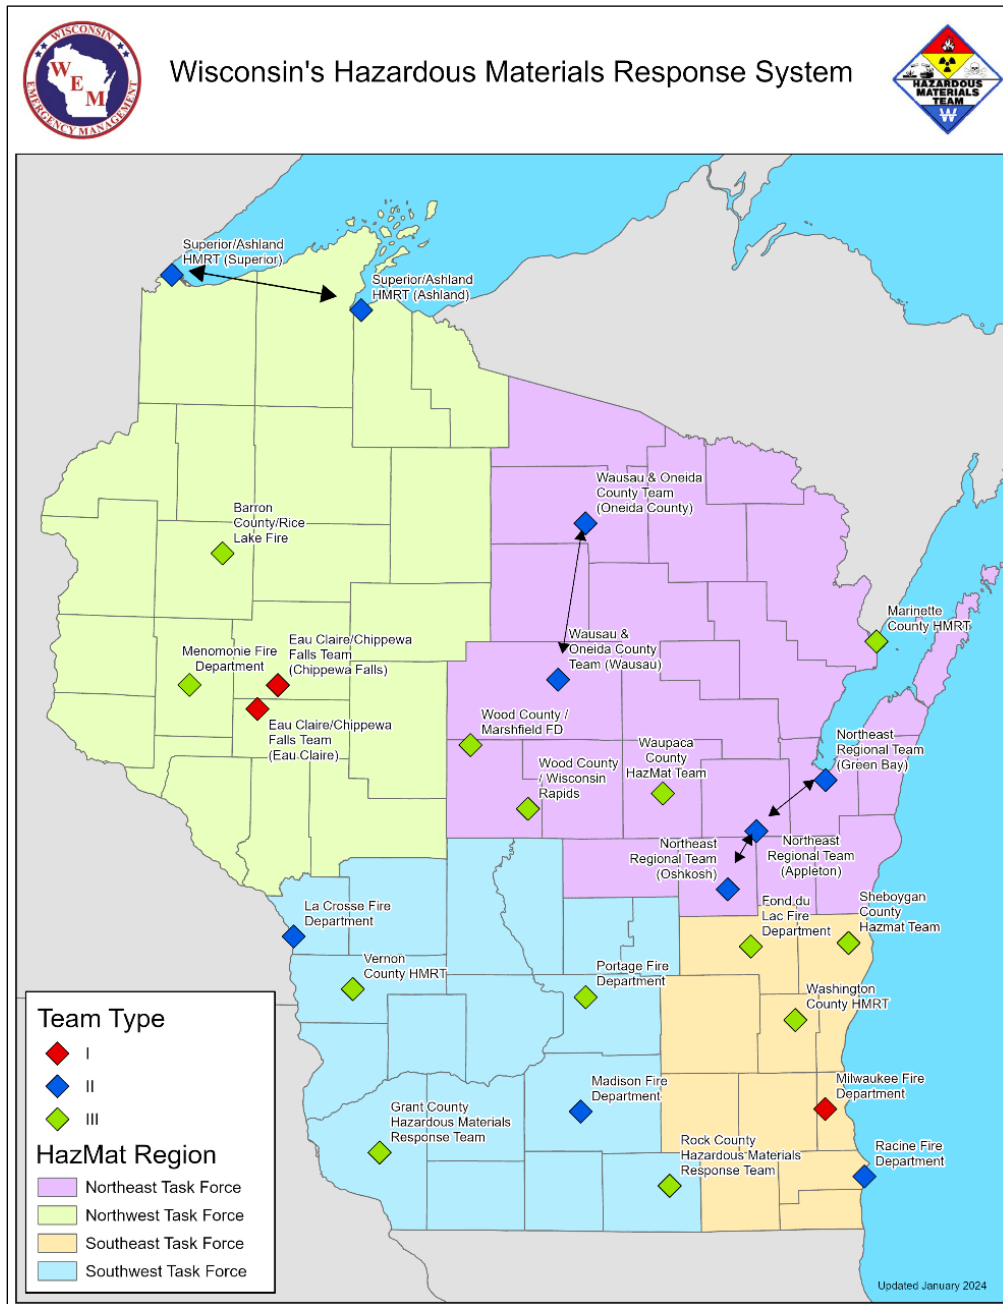 WISCONSIN
WEM
EMERGENCY MANAGEMENT
Wisconsin's Hazardous Materials Response System
HAZARDOUS
MATERIALS
TEAM
W
Superior/Ashland
HMRT (Superior)
Superior/Ashland
HMRT (Ashland)
Wausau & Oneida
County Team
(Oneida County)
Barron
County/Rice
Lake Fire
Marinette
County HMRT
Eau Claire/Chippewa
Falls Team
(Chippewa Falls)
Menomonie Fire
Department
Wausau &
Oneida County
Team (Wausau)
Eau Claire/Chippewa
Falls Team
(Eau Claire)
Wood County /
Marshfield FD
Wood County
/ Wisconsin
Rapids
Waupaca
County
HazMat Team
Northeast
Regional Team
(Green Bay)
Northeast
Regional Team
(Oshkosh)
Northeast
Regional Team
(Appleton)
La Crosse Fire
Department
Fond du
Lac Fire
Department
Sheboygan
County
Hazmat Team
Vernon
County HMRT
Portage Fire
Department
Washington
County HMRT
Madison Fire
Department
Milwaukee Fire
Department
Grant County
Hazardous Materials
Response Team
Rock County
Hazardous Materials
Response Team
Racine Fire
Department
Team Type
I
II
III
HazMat Region
Northeast Task Force
Northwest Task Force
Southeast Task Force
Southwest Task Force
Updated January 2024